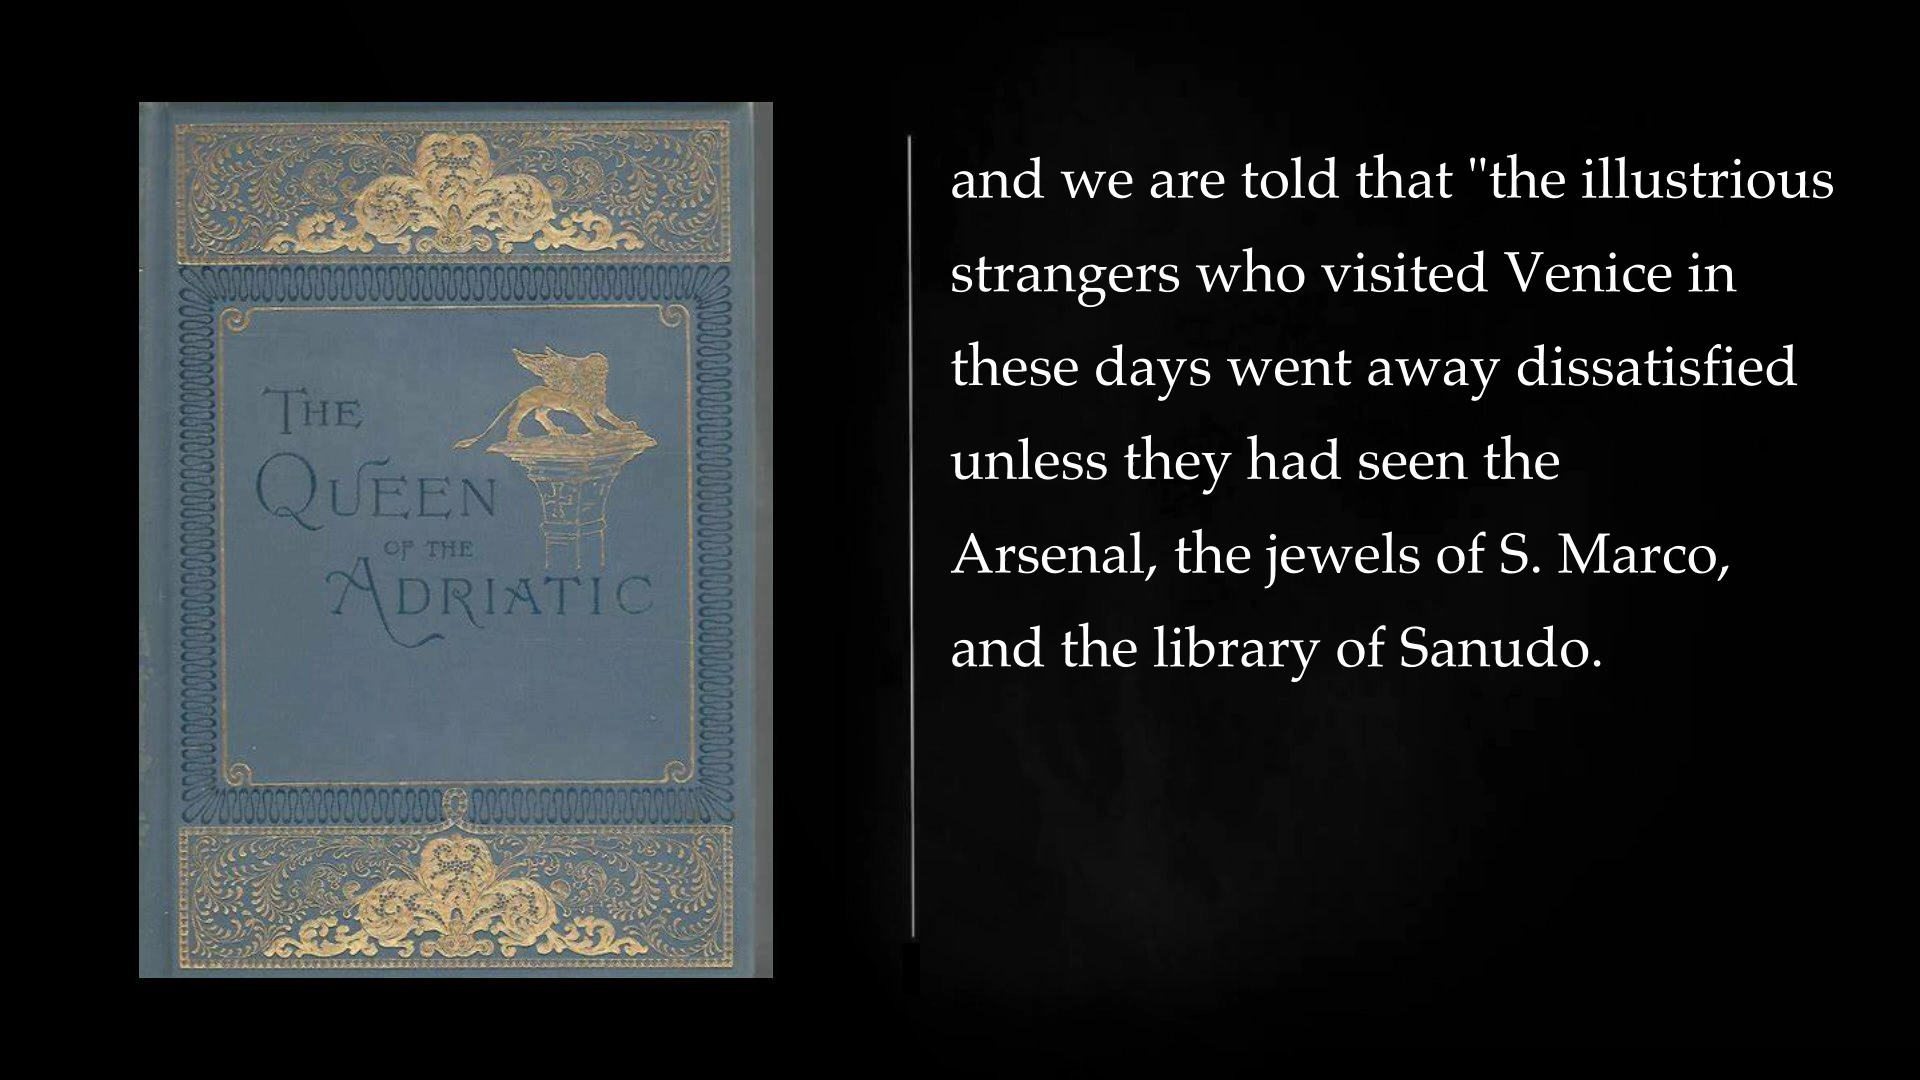 THE
QUEEN
OF THE
ADRIATIC
and we are told that "the illustrious
strangers who visited Venice in
these days went away dissatisfied
unless they had seen the
Arsenal, the jewels of S. Marco,
and the library of Sanudo.